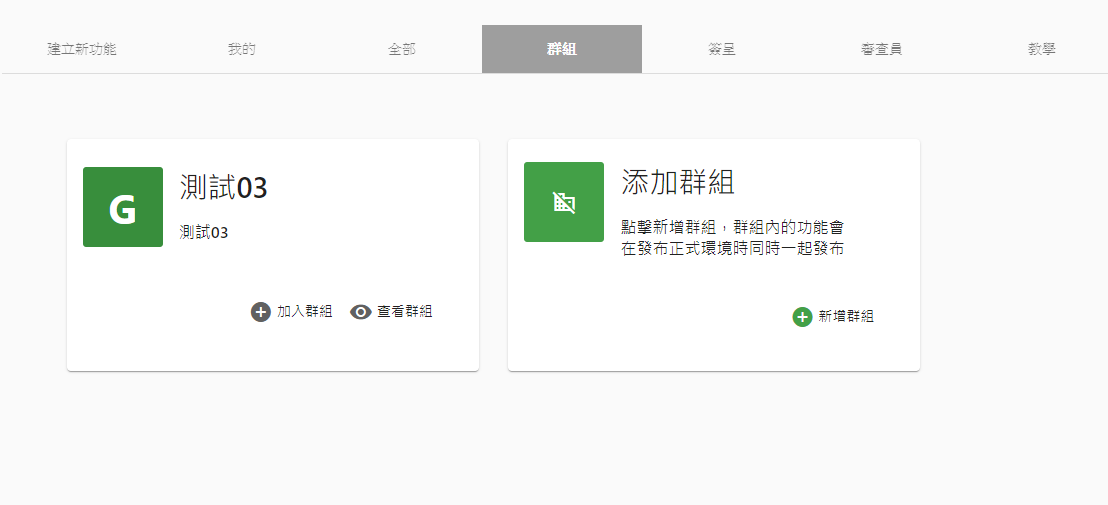 建立新功能
我的
全部
群組
簽呈
審查員
教學
G
測試03
測試03
加入群組
查看群組
添加群組
點擊新增群組，群組內的功能會
在發布正式環境時同時一起發布
新增群組